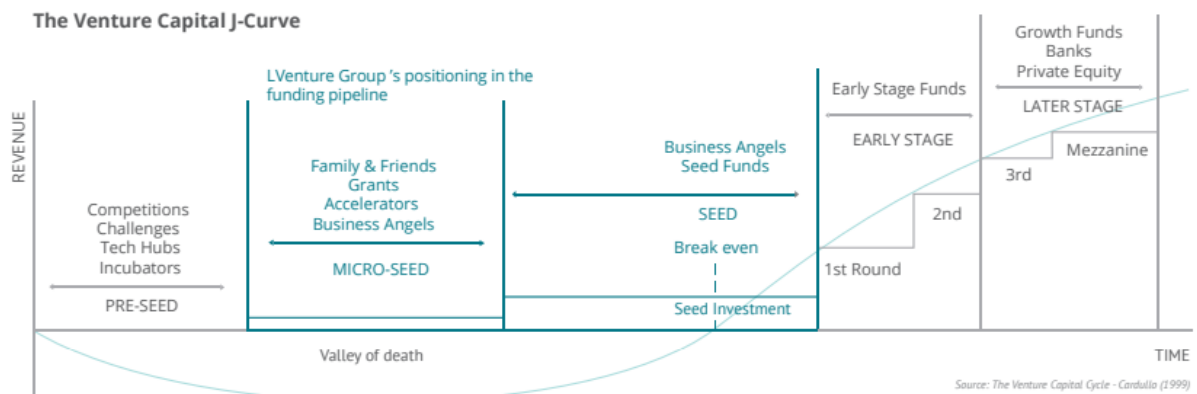 The Venture Capital J-Curve
REVENUE
Competitions
Challenges
Tech Hubs
Incubators
PRE-SEED
LVenture Group 's positioning in the
funding pipeline
Family & Friends
Grants
Accelerators
Business Angels
MICRO-SEED
Business Angels
Seed Funds
SEED
Break even
Seed Investment
Early Stage Funds
EARLY STAGE
1st Round
2nd
Growth Funds
Banks
Private Equity
LATER STAGE
3rd
Mezzanine
Valley of death
TIME
Source: The Venture Capital Cycle - Cardullo (1999)